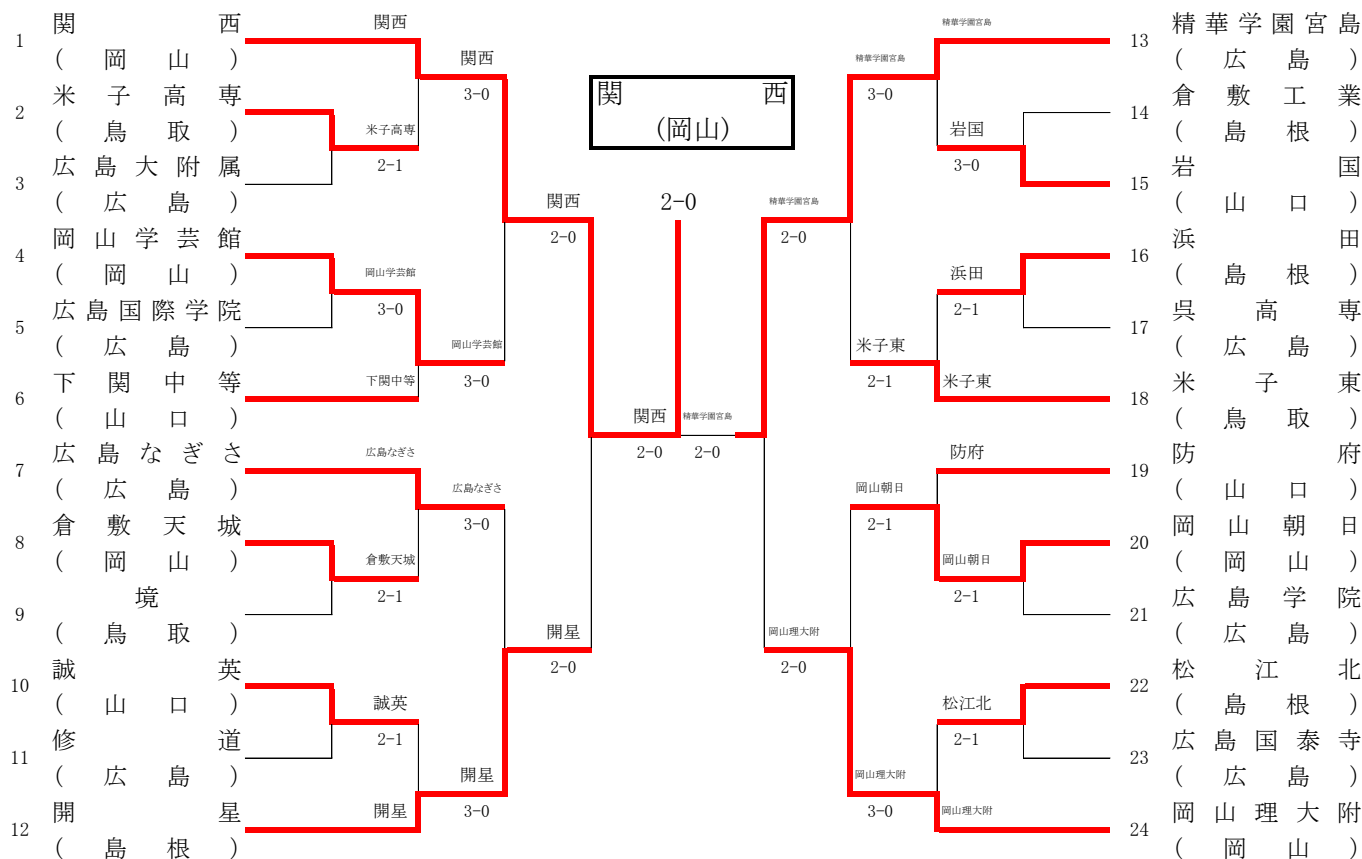 関西
1
(岡山)
米子高専
2
(鳥取)
広島大附属
3
(広島)
岡山学芸館
4
(岡山)
広島国際学院
5
(広島)
下関中等
6
(山口)
広島なぎさ
7
(広島)
倉敷天城
8
(岡山)
境
9
(鳥取)
誠英
10
(山口)
修道
11
(広島)
開星
12
(島根)
関西
米子高専
2-1
岡山学芸館
3-0
下関中等
広島なぎさ
倉敷天城
2-1
誠英
2-1
開星
関西
3-0
岡山学芸館
3-0
広島なぎさ
3-0
開星
3-0
関西
2-0
開星
2-0
関西
2-0
関西
(岡山)
2-0
精華学園宮島
2-0
精華学園宮島
2-0
岡山理大附
2-0
精華学園宮島
3-0
米子東
2-1
岡山朝日
2-1
岡山理大附
3-0
精華学園宮島
岩国
3-0
浜田
2-1
米子東
防府
岡山朝日
2-1
松江北
2-1
岡山理大附
精華学園宮島
13
(広島)
倉敷工業
14
(島根)
岩国
15
(山口)
浜田
16
(島根)
呉高専
17
(広島)
米子東
18
(鳥取)
防府
19
(山口)
岡山朝日
20
(岡山)
広島学院
21
(広島)
松江北
22
(島根)
広島国泰寺
23
(広島)
岡山理大附
24
(岡山)